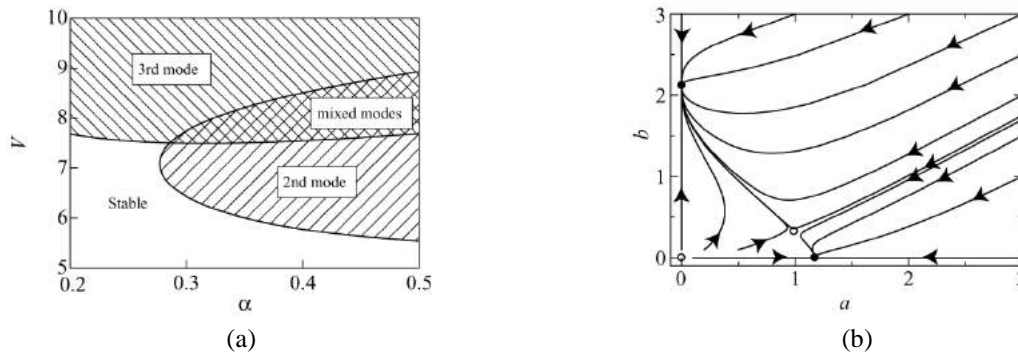 10
9
8
7
6
5
V
3rd mode
mixed modes
2nd mode
Stable
0.2 0.3 0.4 0.5
α
(a)
3
2
1
0
b
0 1 2 3
a
(b)